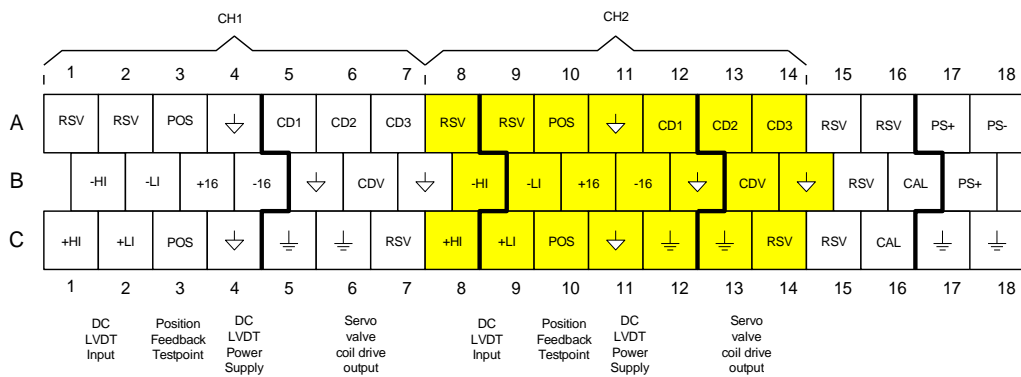 CH1 CH2
1 2 3 4 5 6 7 8 9 10 11 12 13 14 15 16 17 18
A RSV RSV POS CD1 CD2 CD3 RSV RSV POS CD1 CD2 CD3 RSV RSV PS+ PS-
B -HI -LI +16 -16 CDV -HI -LI +16 -16 CDV RSV CAL PS+
C +HI +LI POS RSV +HI +LI POS RSV RSV CAL
1 2 3 4 5 6 7 8 9 10 11 12 13 14 15 16 17 18
DC
LVDT
Input
Position
Feedback
Testpoint
DC
LVDT
Power
Supply
Servo
valve
coil drive
output
DC
LVDT
Input
Position
Feedback
Testpoint
DC
LVDT
Power
Supply
Servo
valve
coil drive
output